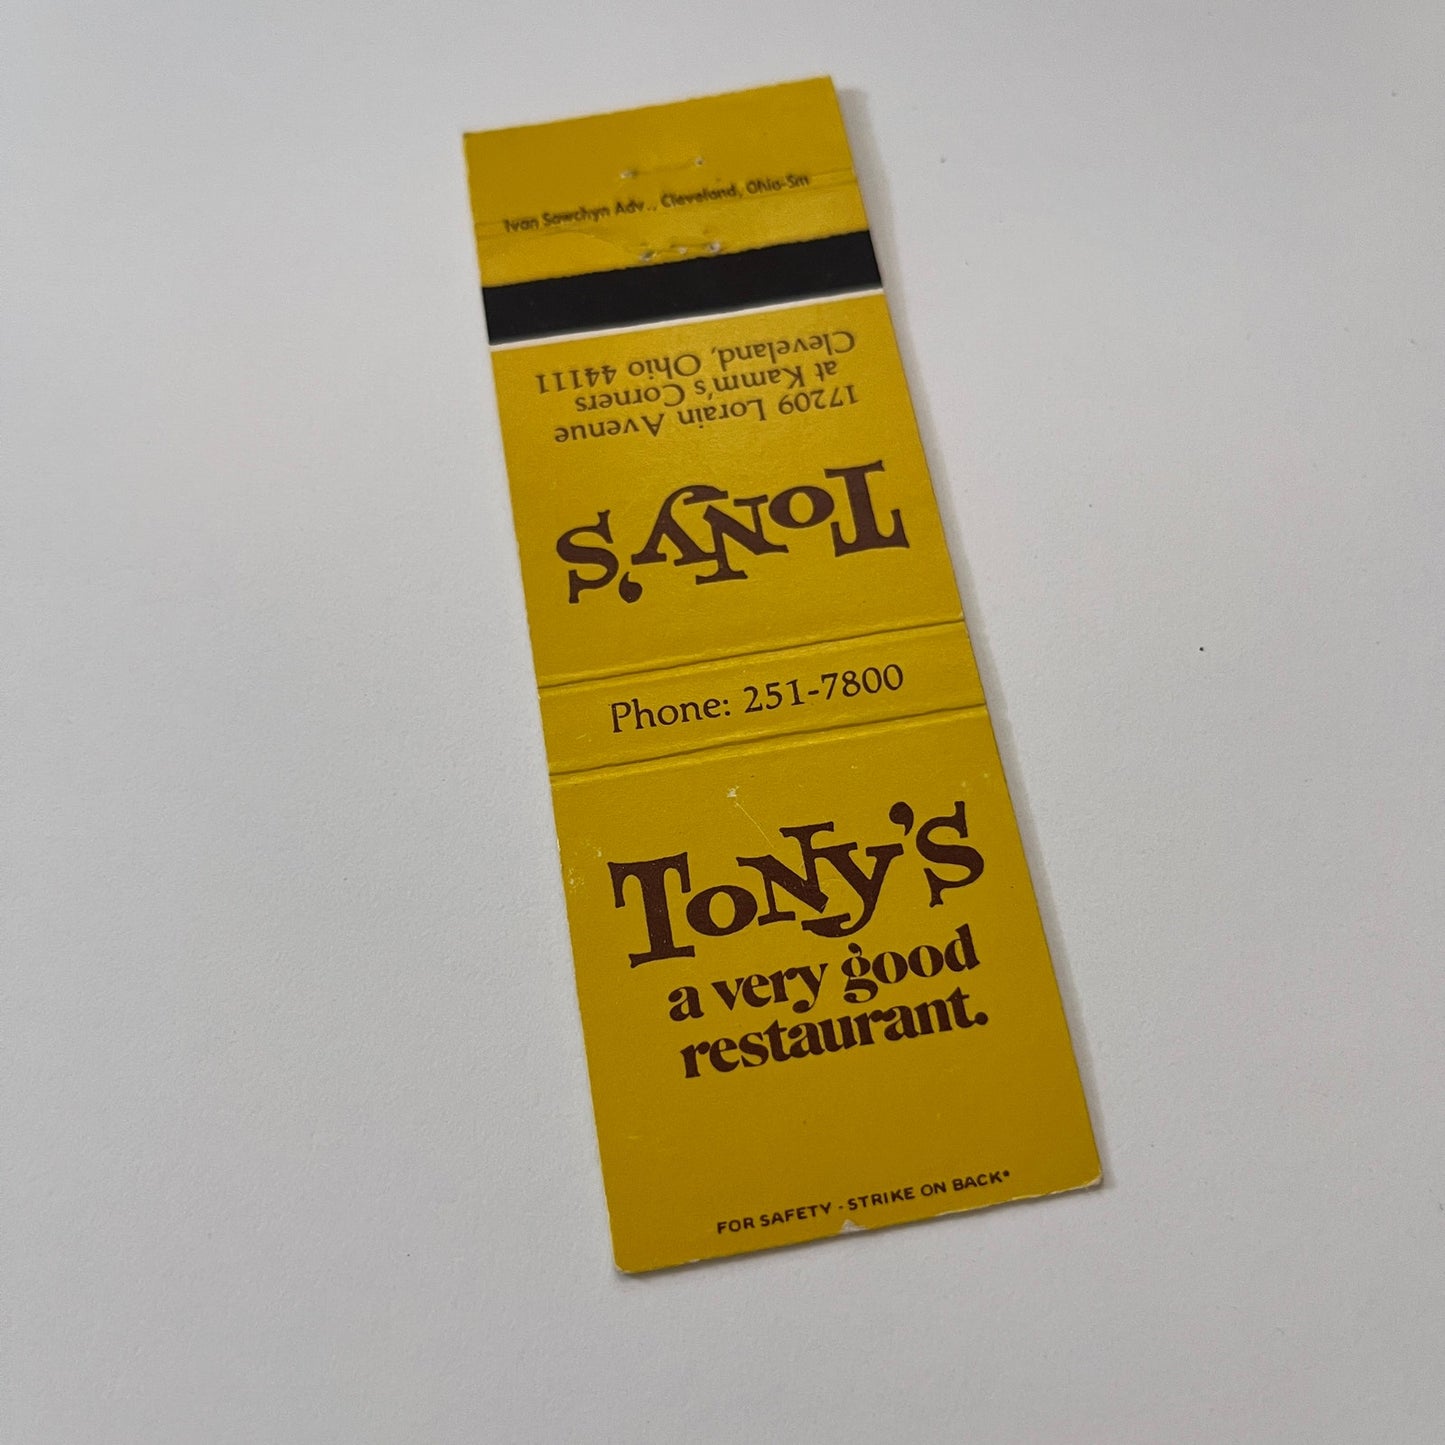 Ivan Sawchyn Adv., Cleveland, Ohio-Sm
Tony's
17209 Lorain Avenue
at Kamm's Corners
Cleveland, Ohio 44111
Phone: 251-7800
Tony's
a very good
restaurant.
FOR SAFETY - STRIKE ON BACK*